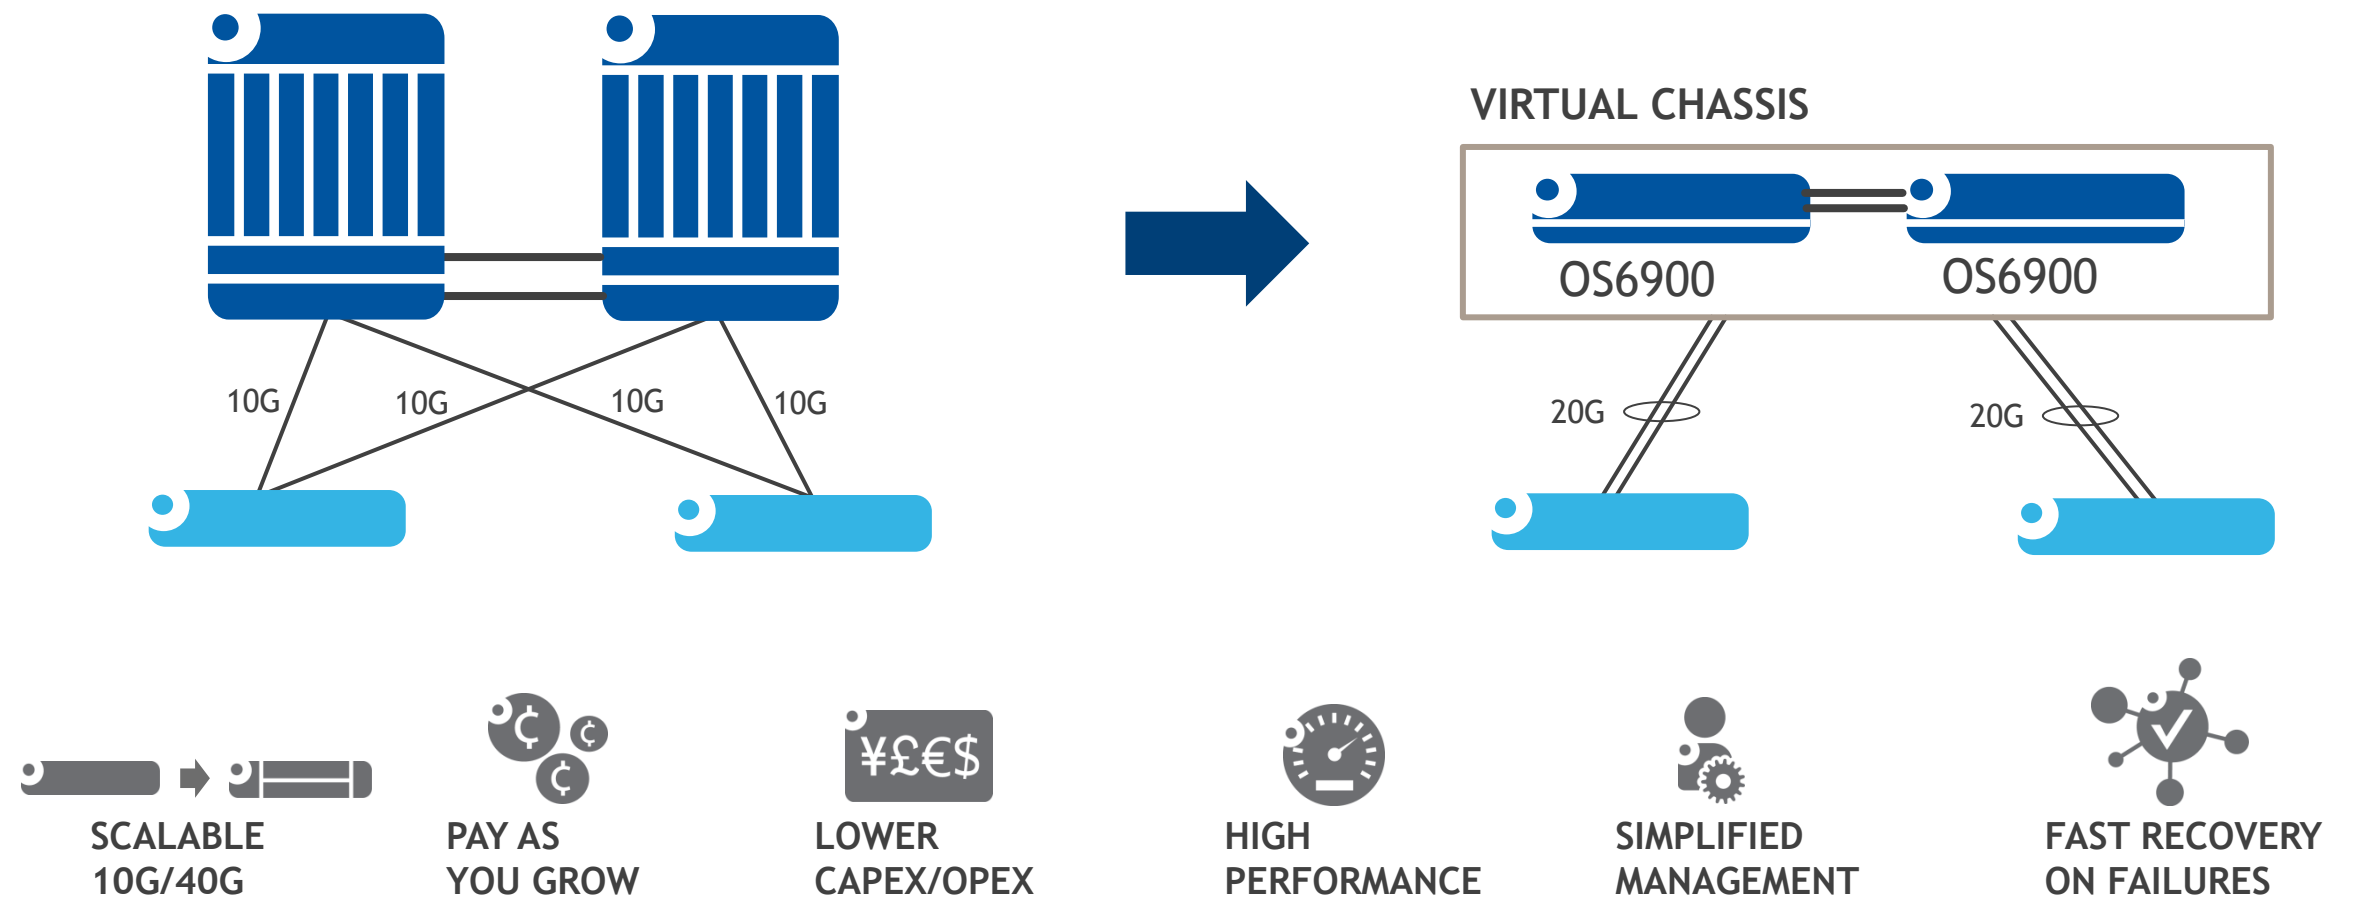 VIRTUAL CHASSIS
OS6900
OS6900
10G
10G
10G
10G
20G
20G
¢
¢
¢
¥£€$
SCALABLE
10G/40G
PAY AS
YOU GROW
LOWER
CAPEX/OPEX
HIGH
PERFORMANCE
SIMPLIFIED
MANAGEMENT
FAST RECOVERY
ON FAILURES